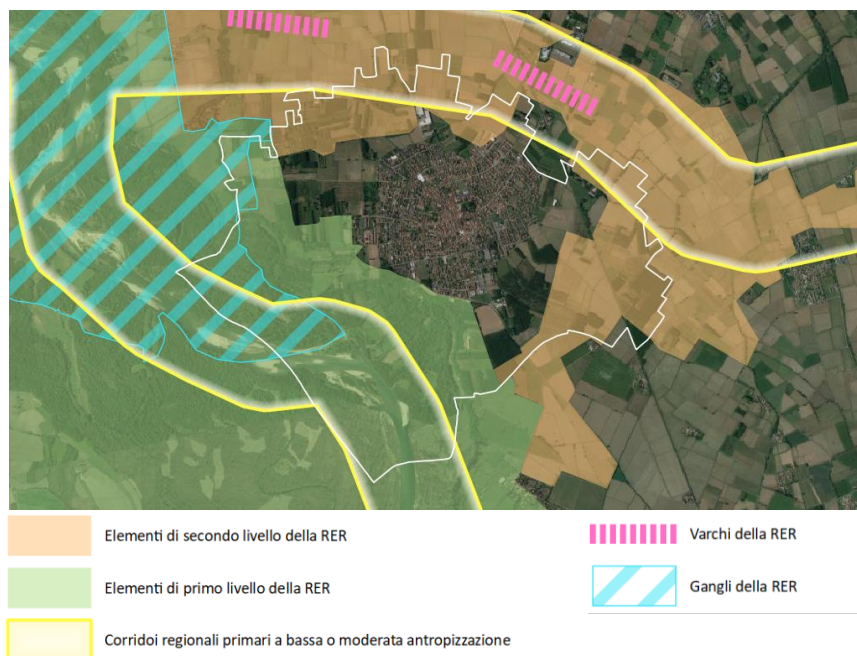 Elementi di secondo livello della RER
Varchi della RER
Elementi di primo livello della RER
Gangli della RER
Corridoi regionali primari a bassa o moderata antropizzazione